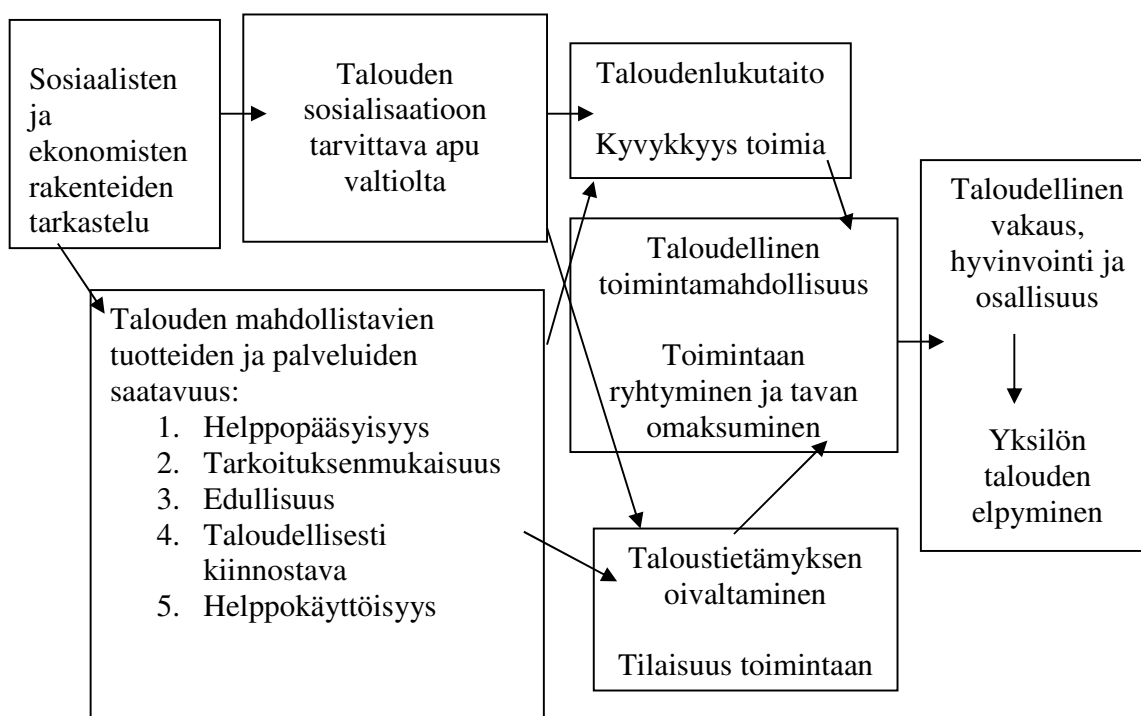 Sosiaalisten
ja
ekonomisten
rakenteiden
tarkastelu
Talouden
sosialisaatioon
tarvittava apu
valtiolta
Taloudenlukutaito
Kyvykkyys toimia
Talouden mahdollistavien
tuotteiden ja palveluiden
saatavuus:
1. Helppopääsyisyys
2. Tarkoituksenmukaisuus
3. Edullisuus
4. Taloudellisesti
kiinnostava
5. Helppokäyttöisyys
Taloudellinen
toimintamahdollisuus
Toimintaan
ryhtyminen ja tavan
omaksuminen
Taloustietämyksen
oivaltaminen
Tilaisuus toimintaan
Taloudellinen
vakaus,
hyvinvointi ja
osallisuus
Yksilön
talouden
elpyminen